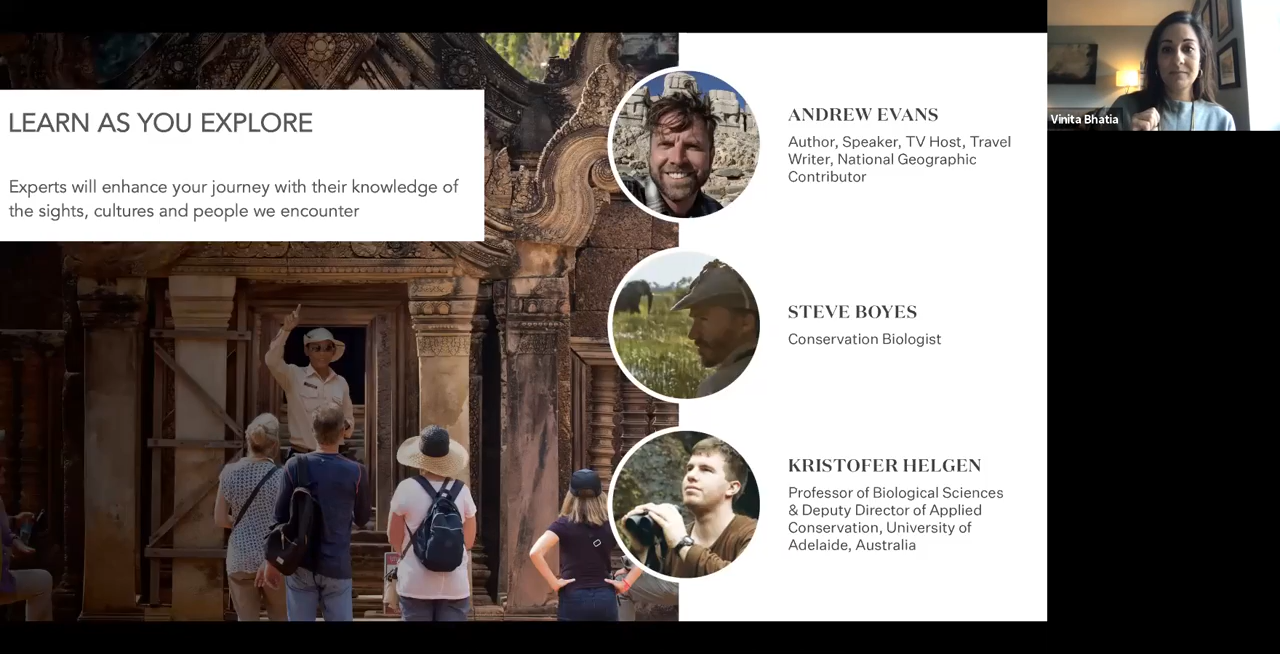 LEARN AS YOU EXPLORE
Experts will enhance your journey with their knowledge of
the sights, cultures and people we encounter
ANDREW EVANS
Author, Speaker, TV Host, Travel
Writer, National Geographic
Contributor
STEVE BOYES
Conservation Biologist
KRISTOFER HELGEN
Professor of Biological Sciences
& Deputy Director of Applied
Conservation, University of
Adelaide, Australia
Vinita Bhatia